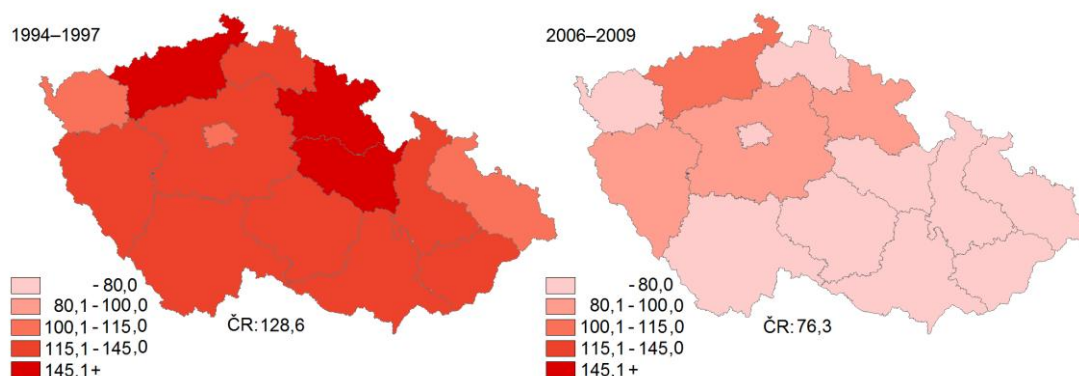 1994–1997
- 80,0
80,1 - 100,0
100,1 - 115,0
115,1 - 145,0
145,1 +
ČR: 128,6
2006–2009
- 80,0
80,1 - 100,0
100,1 - 115,0
115,1 - 145,0
145,1 +
ČR: 76,3